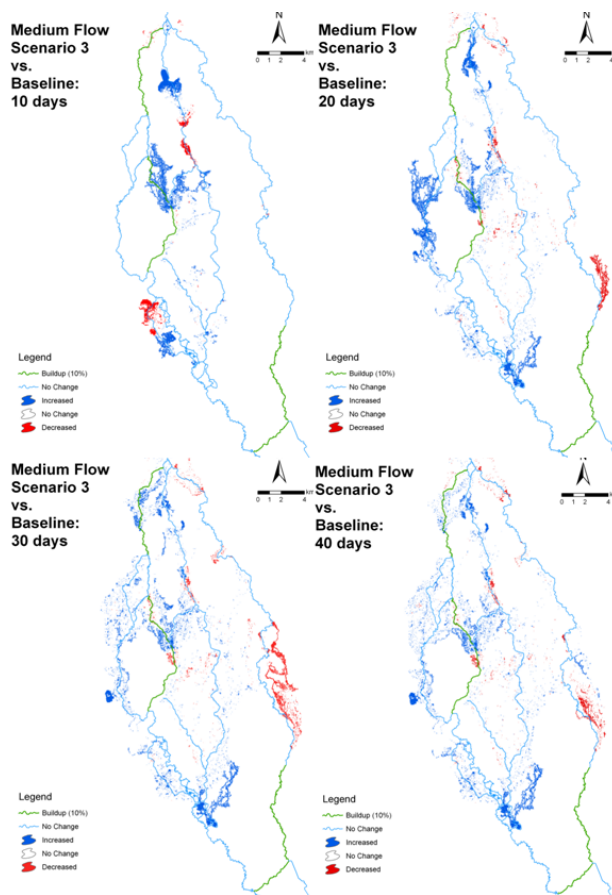 Medium Flow
Scenario 3
vs.
Baseline:
10 days
N
km
0 1 2 4
Legend
Buildup (10%)
No Change
Increased
No Change
Decreased
Medium Flow
Scenario 3
vs.
Baseline:
20 days
N
0 1 2 4
Legend
Buildup (10%)
No Change
Increased
No Change
Decreased
Medium Flow
Scenario 3
vs.
Baseline:
30 days
km
0 1 2 4
Legend
Buildup (10%)
No Change
Increased
No Change
Decreased
Medium Flow
Scenario 3
vs.
Baseline:
40 days
0 1 2 4
Legend
Buildup (10%)
No Change
Increased
No Change
Decreased